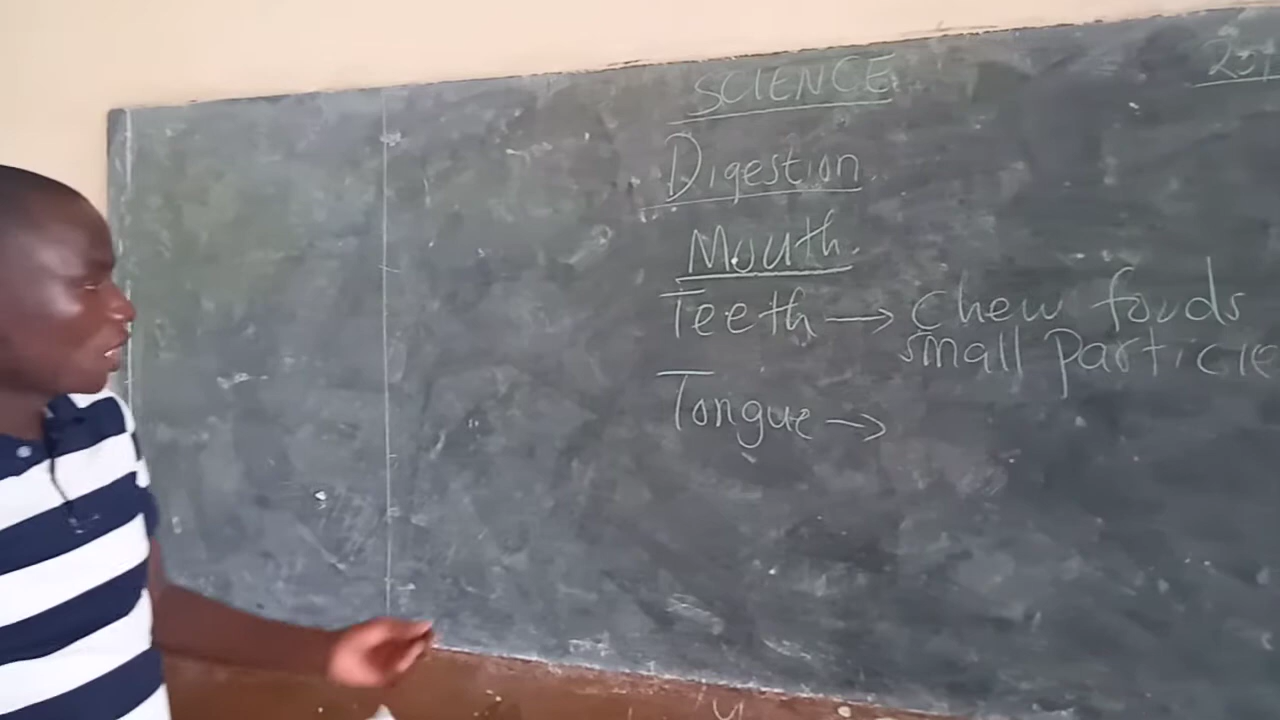 SCIENCE
Digestion.
Mouth.
Teeth → Chew foods
small particle
Tongue →